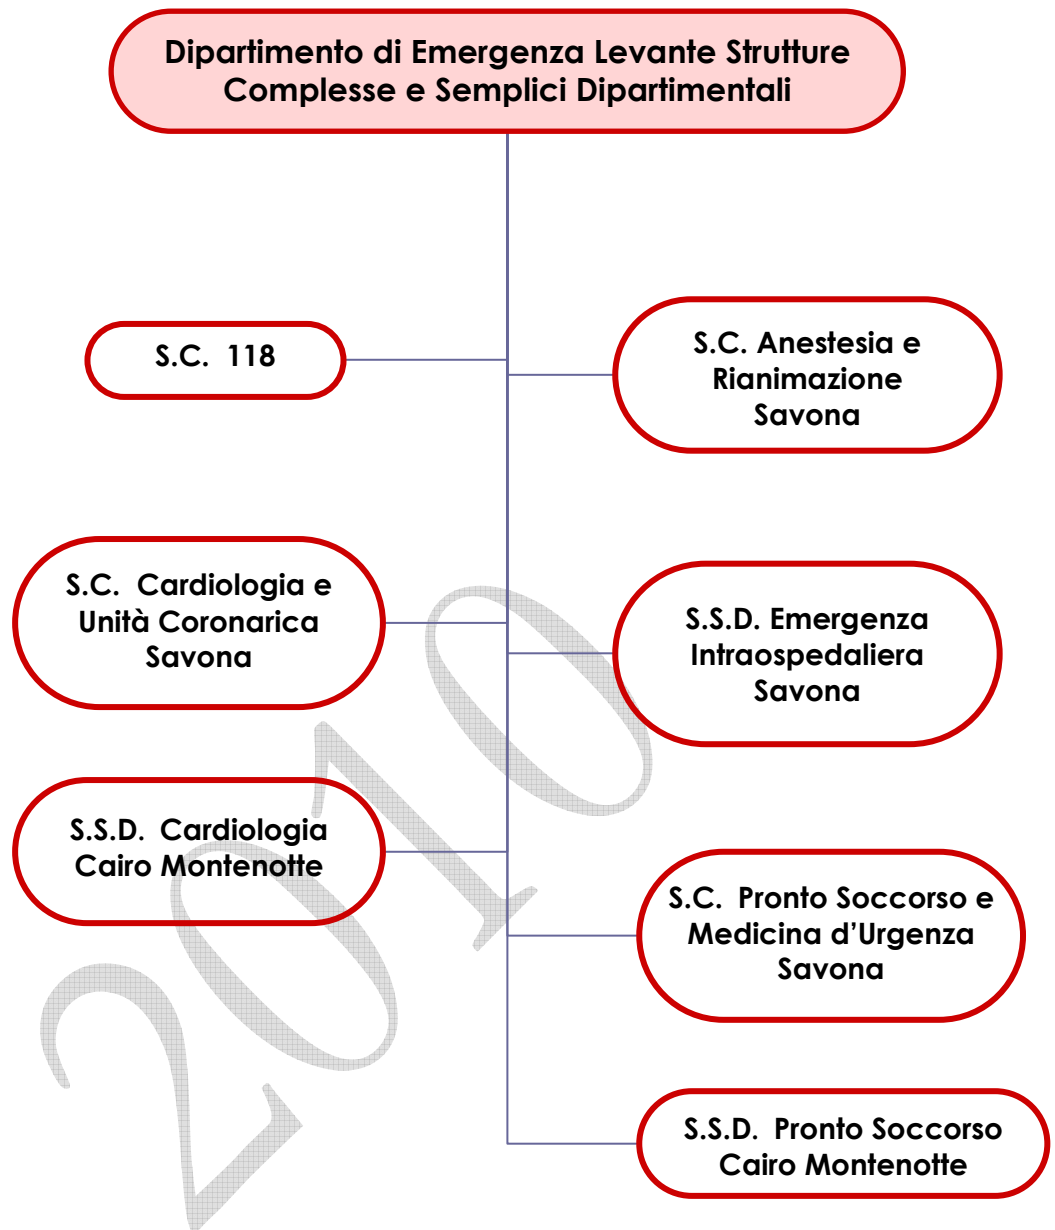 Dipartimento di Emergenza Levante Strutture
Complesse e Semplici Dipartimentali
S.C. 118
S.C. Anestesia e
Rianimazione
Savona
S.C. Cardiologia e
Unità Coronarica
Savona
S.S.D. Emergenza
Intraospedaliera
Savona
S.S.D. Cardiologia
Cairo Montenotte
S.C. Pronto Soccorso e
Medicina d’Urgenza
Savona
S.S.D. Pronto Soccorso
Cairo Montenotte
2010